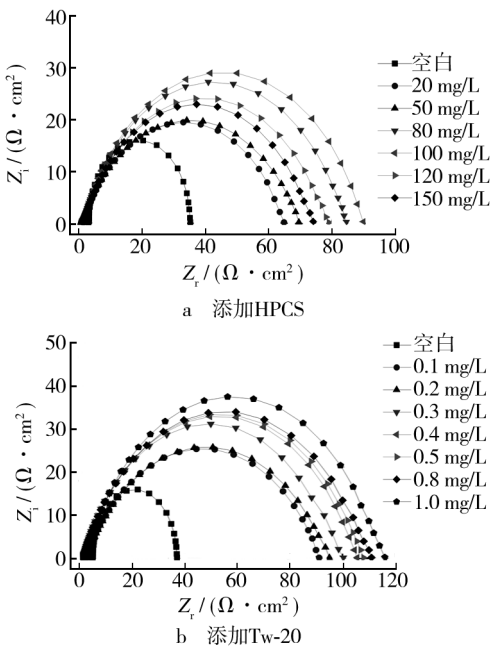 40
30
20
10
0
Zi/(Ω·cm²)
0 20 40 60 80 100
Zr/(Ω·cm²)
空白
20 mg/L
50 mg/L
80 mg/L
100 mg/L
120 mg/L
150 mg/L
a 添加HPCS
50
40
30
20
10
0
Zi/(Ω·cm²)
0 20 40 60 80 100 120
Zr/(Ω·cm²)
空白
0.1 mg/L
0.2 mg/L
0.3 mg/L
0.4 mg/L
0.5 mg/L
0.8 mg/L
1.0 mg/L
b 添加Tw-20